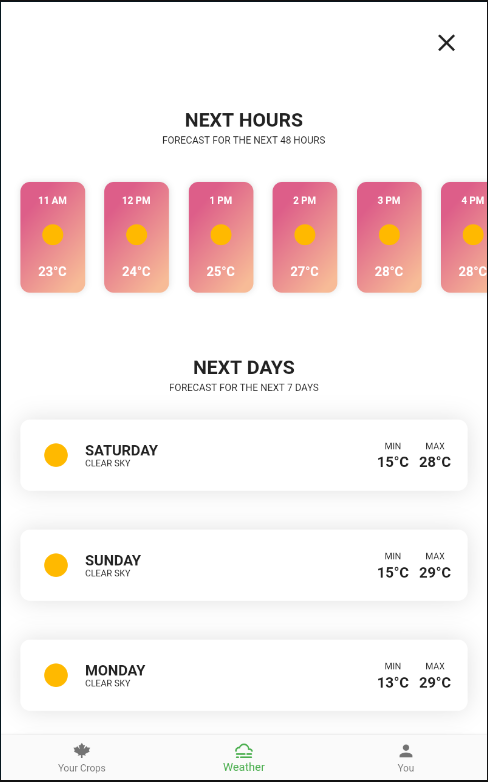 NEXT HOURS
FORECAST FOR THE NEXT 48 HOURS
11 AM 12 PM 1 PM 2 PM 3 PM 4 PM
23°C 24°C 25°C 27°C 28°C 28°C
NEXT DAYS
FORECAST FOR THE NEXT 7 DAYS
MIN MAX
SATURDAY
15°C 28°C
CLEAR SKY
MIN MAX
SUNDAY
15°C 29°C
CLEAR SKY
MIN MAX
MONDAY
13°C 29°C
CLEAR SKY
Your Crops Weather You